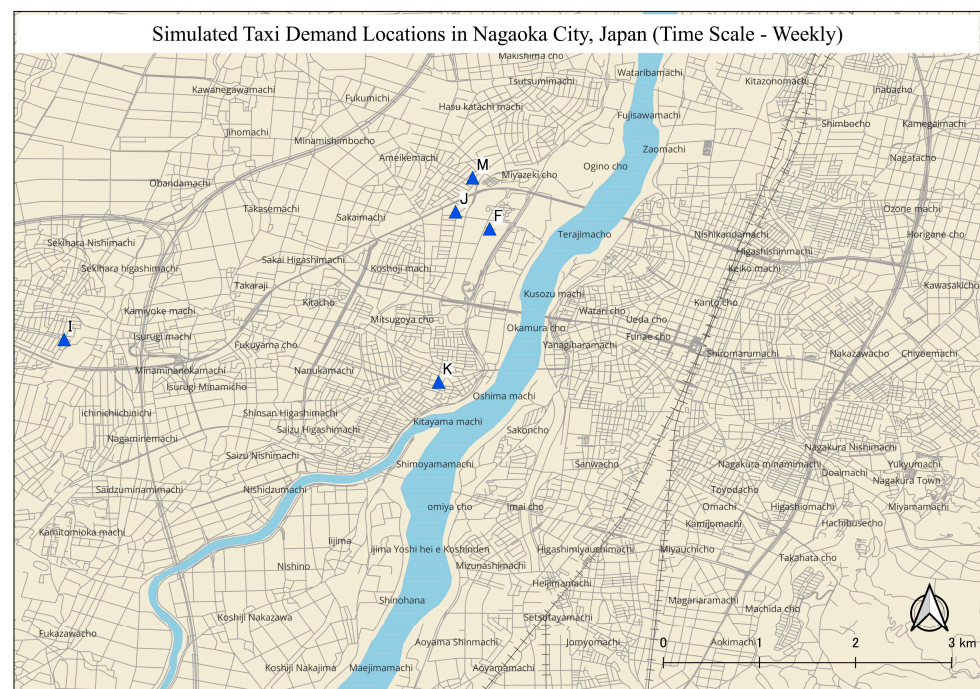 Simulated Taxi Demand Locations in Nagaoka City, Japan (Time Scale - Weekly)
Makishima cho
Wataribamachi
Tsutsumimachi
Kitazonomachi
Kawanegawamachi
Inabacho
Fukumichi
Hasu katachi machi
Fujisawamachi
Shimbocho
Kamegaimachi
Jihomachi
Minamishimbocho
Zaomachi
Ameikemachi
Nagatacho
M
Ogino cho
Miyazeki cho
Obandamachi
J
Takasemachi
Ozone machi
F
Sakaimachi
Terajimacho
Nishikandamachi
Horigane cho
Sekihara Nishimachi
Higashishinmachi
Sakai Higashimachi
Sekihara higashimachi
Koshoji machi
Keiko machi
Takaraji
Kawasakicho
Kusozu machi
Kitacho
Kanto cho
Kamiyoke machi
Watari cho
Mitsugoya cho
Ueda cho
I
Okamura cho
Isurugi machi
Funae cho
Fukuyama cho
Yanagiharamachi
Shiromarumachi
Nakazawacho
Chiyoemachi
Minaminanokamachi
Nanukamachi
K
Isurugi Minamicho
Oshima machi
ichinichiichinichi
Shinsan Higashimachi
Kitayama machi
Saizu Higashimachi
Sakoncho
Nagaminemachi
Nagakura Nishimachi
Saizu Nishimachi
Shimoyamamachi
Sanwacho
Nagakura minamimachi
Yukyumachi
Doaimachi
Nagakura Town
Saidzuminamimachi
Nishidzumachi
Toyodacho
omiya cho
Imai cho
Omachi
Higashiomachi
Miyamamachi
Kamijomachi
Hachibusecho
Kamitomioka machi
Iijima
Ijima Yoshi hei e Koshinden
Higashimiyauchimachi
Miyauchicho
Takahata cho
Nishino
Mizunashimachi
Heijimamachi
Shinohana
Magariaramachi
Machida cho
Koshiji Nakazawa
Setsutayamachi
Fukazawacho
Aoyama Shinmachi
Jomyomachi
Aokimachi
0 1 2 3 km
Koshiji Nakajima
Maejimamachi
Aoyamamachi